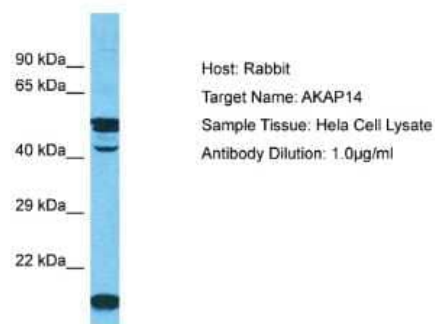 90 kDa
65 kDa
40 kDa
29 kDa
22 kDa
Host: Rabbit
Target Name: AKAP14
Sample Tissue: Hela Cell Lysate
Antibody Dilution: 1.0µg/ml